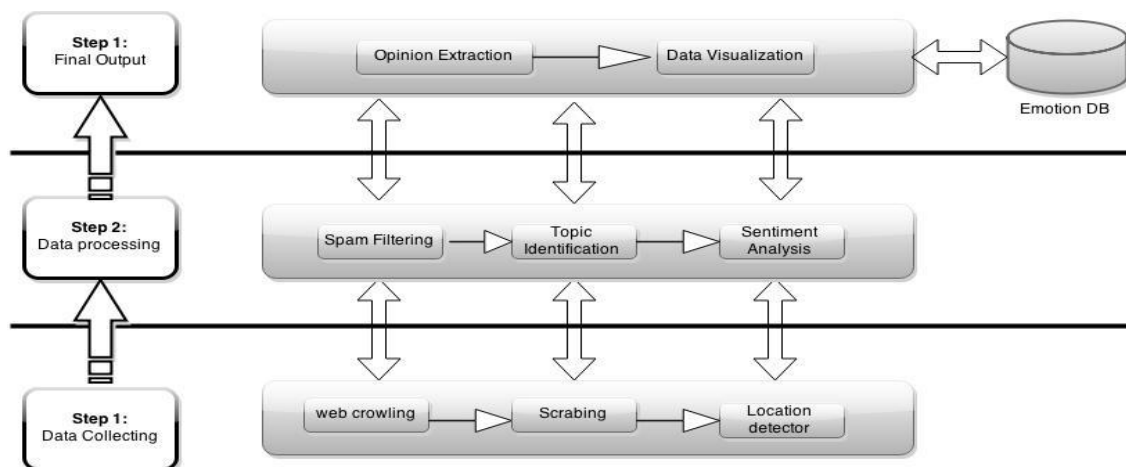 Step 1:
Final Output
Opinion Extraction
Data Visualization
Emotion DB
Step 2:
Data processing
Spam Filtering
Topic
Identification
Sentiment
Analysis
Step 1:
Data Collecting
web crowling
Scrabing
Location
detector